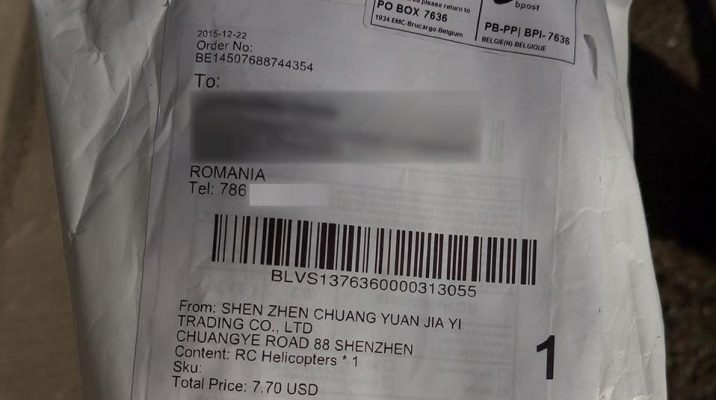 bpost
be please return to
PO BOX 7636
1934 EMC-Brucargo-Belgium
PB-PP| BPI- 7636
BELGIE(N)-BELGIQUE
2015-12-22
Order No:
BE14507688744354
To:
ROMANIA
Tel: 786
BLVS1376360000313055
From: SHEN ZHEN CHUANG YUAN JIA YI
TRADING CO., LTD
CHUANGYE ROAD 88 SHENZHEN
Content: RC Helicopters * 1
Sku:
Total Price: 7.70 USD
1